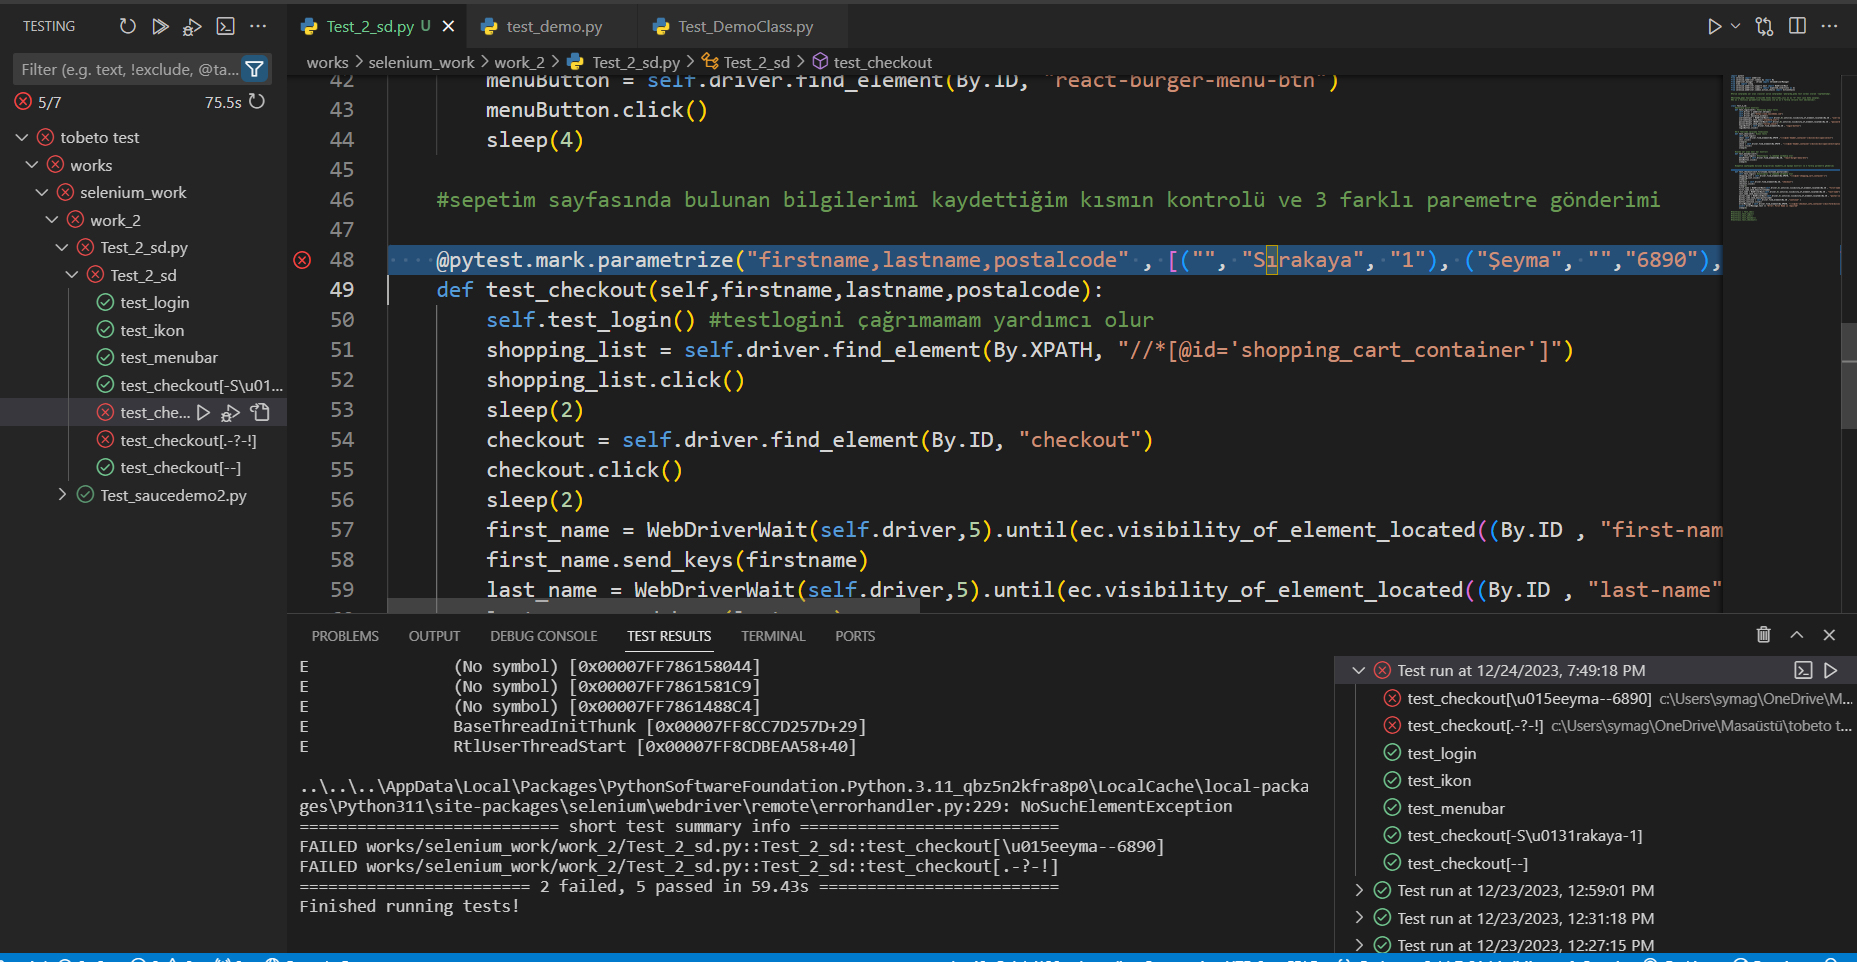 TESTING
Test_2_sd.py U
test_demo.py
Test_DemoClass.py
Filter (e.g. text, !exclude, @ta...
works > selenium_work > work_2 > Test_2_sd.py > Test_2_sd > test_checkout
5/7
75.5s
tobeto test
works
selenium_work
work_2
Test_2_sd.py
Test_2_sd
test_login
test_ikon
test_menubar
test_checkout[-S\u01...
test_che...
test_checkout[.-?-!]
test_checkout[--]
Test_saucedemo2.py
42 menuButton = self.driver.find_element(By.ID, "react-burger-menu-btn")
43 menuButton.click()
44 sleep(4)
45
46 #sepetim sayfasında bulunan bilgilerimi kaydettiğim kısmın kontrolü ve 3 farklı paremetre gönderimi
47
48 @pytest.mark.parametrize("firstname,lastname,postalcode" , [("", "Sırakaya", "1"), ("Şeyma", "","6890"),
49 def test_checkout(self,firstname,lastname,postalcode):
50 self.test_login() #testlogini çağrımamam yardımcı olur
51 shopping_list = self.driver.find_element(By.XPATH, "//*[@id='shopping_cart_container']")
52 shopping_list.click()
53 sleep(2)
54 checkout = self.driver.find_element(By.ID, "checkout")
55 checkout.click()
56 sleep(2)
57 first_name = WebDriverWait(self.driver,5).until(ec.visibility_of_element_located((By.ID , "first-nam
58 first_name.send_keys(firstname)
59 last_name = WebDriverWait(self.driver,5).until(ec.visibility_of_element_located((By.ID , "last-name"
PROBLEMS OUTPUT DEBUG CONSOLE TEST RESULTS TERMINAL PORTS
E (No symbol) [0x00007FF786158044]
E (No symbol) [0x00007FF7861581C9]
E (No symbol) [0x00007FF7861488C4]
E BaseThreadInitThunk [0x00007FF8CC7D257D+29]
E RtlUserThreadStart [0x00007FF8CDBEAA58+40]
..\..\..\AppData\Local\Packages\PythonSoftwareFoundation.Python.3.11_qbz5n2kfra8p0\LocalCache\local-packa
ges\Python311\site-packages\selenium\webdriver\remote\errorhandler.py:229: NoSuchElementException
=========================== short test summary info ===========================
FAILED works/selenium_work/work_2/Test_2_sd.py::Test_2_sd::test_checkout[\u015eeyma--6890]
FAILED works/selenium_work/work_2/Test_2_sd.py::Test_2_sd::test_checkout[.-?-!]
======================== 2 failed, 5 passed in 59.43s =========================
Finished running tests!
Test run at 12/24/2023, 7:49:18 PM
test_checkout[\u015eeyma--6890] c:\Users\symag\OneDrive\M...
test_checkout[.-?-!] c:\Users\symag\OneDrive\Masaüstü\tobeto t...
test_login
test_ikon
test_menubar
test_checkout[-S\u0131rakaya-1]
test_checkout[--]
Test run at 12/23/2023, 12:59:01 PM
Test run at 12/23/2023, 12:31:18 PM
Test run at 12/23/2023, 12:27:15 PM